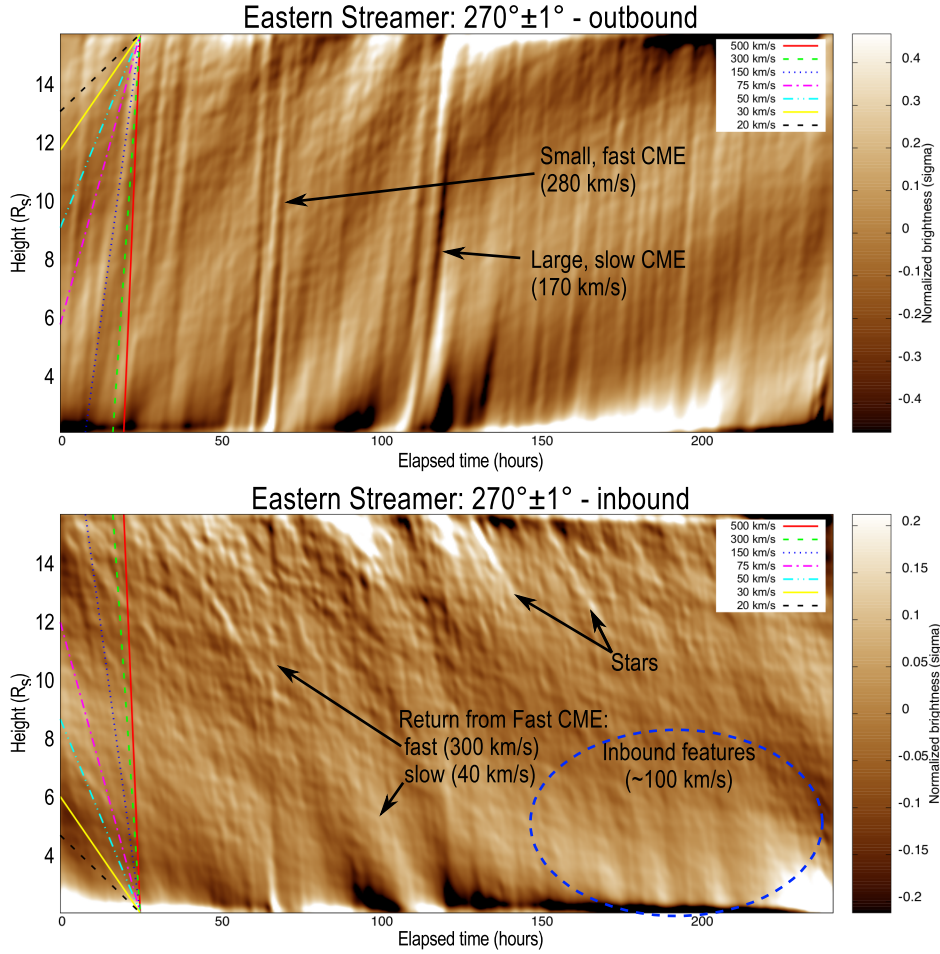 Eastern Streamer: 270°±1° - outbound
500 km/s
300 km/s
150 km/s
75 km/s
50 km/s
30 km/s
20 km/s
14
12
10
8
6
4
Height (Rs)
Small, fast CME
(280 km/s)
Large, slow CME
(170 km/s)
0
50
100
150
200
Elapsed time (hours)
0.4
0.3
0.2
0.1
0
-0.1
-0.2
-0.3
-0.4
Normalized brightness (sigma)
Eastern Streamer: 270°±1° - inbound
500 km/s
300 km/s
150 km/s
75 km/s
50 km/s
30 km/s
20 km/s
14
12
10
8
6
4
Height (Rs)
Stars
Return from Fast CME:
fast (300 km/s)
slow (40 km/s)
Inbound features
(~100 km/s)
0
50
100
150
200
Elapsed time (hours)
0.2
0.15
0.1
0.05
0
-0.05
-0.1
-0.15
-0.2
Normalized brightness (sigma)